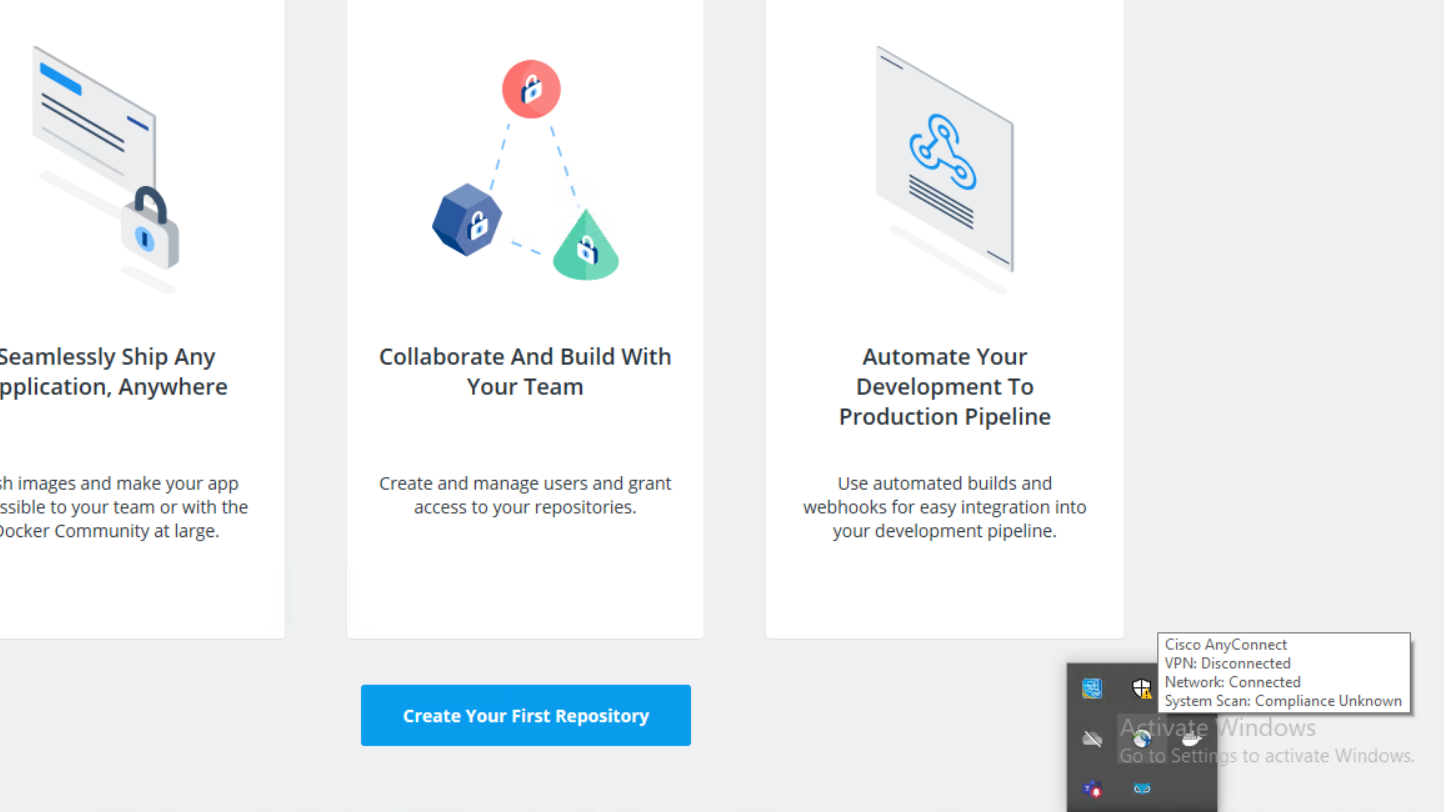 Seamlessly Ship Any
pplication, Anywhere
sh images and make your app
ssible to your team or with the
Docker Community at large.
Collaborate And Build With
Your Team
Create and manage users and grant
access to your repositories.
Automate Your
Development To
Production Pipeline
Use automated builds and
webhooks for easy integration into
your development pipeline.
Create Your First Repository
Cisco AnyConnect
VPN: Disconnected
Network: Connected
System Scan: Compliance Unknown
Activate Windows
Go to Settings to activate Windows.